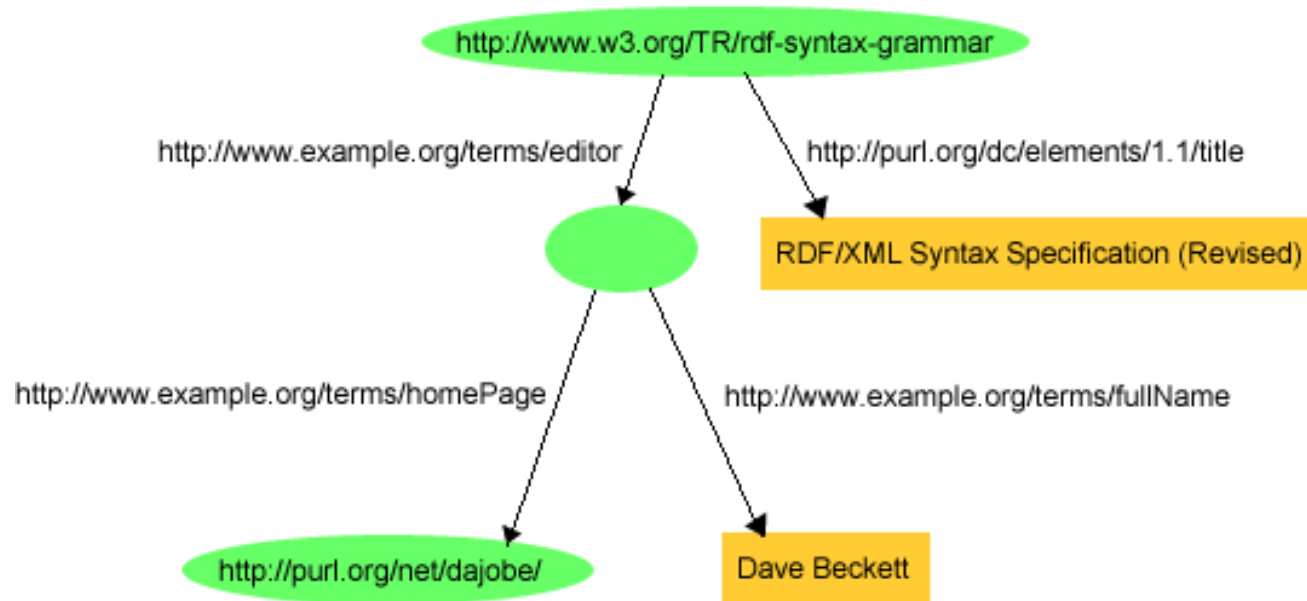 http://www.w3.org/TR/rdf-syntax-grammar
http://www.example.org/terms/editor
http://purl.org/dc/elements/1.1/title
RDF/XML Syntax Specification (Revised)
http://www.example.org/terms/homePage
http://www.example.org/terms/fullName
http://purl.org/net/dajobe/
Dave Beckett